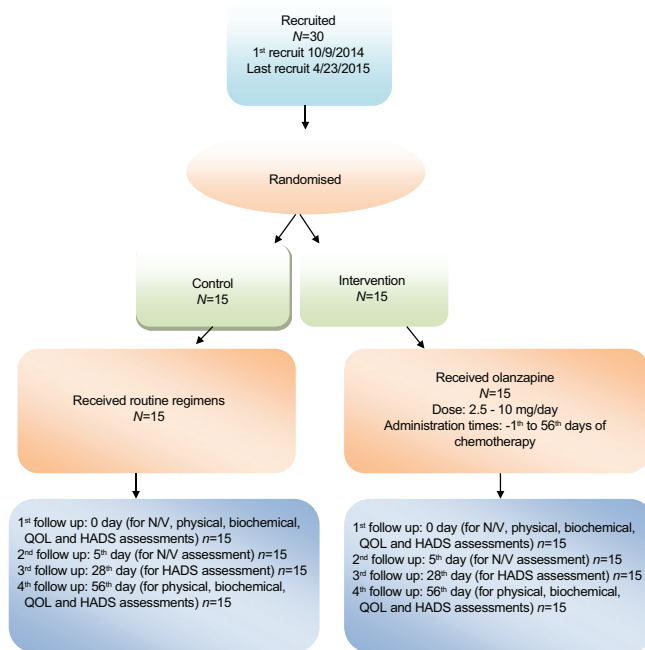 Recruited
N=30
1st recruit 10/9/2014
Last recruit 4/23/2015
Randomised
Control
N=15
Intervention
N=15
Received routine regimens
N=15
Received olanzapine
N=15
Dose: 2.5 - 10 mg/day
Administration times: -1th to 56th days of
chemotherapy
1st follow up: 0 day (for N/V, physical, biochemical,
QOL and HADS assessments) n=15
2nd follow up: 5th day (for N/V assessment) n=15
3rd follow up: 28th day (for HADS assessment) n=15
4th follow up: 56th day (for physical, biochemical,
QOL and HADS assessments) n=15
1st follow up: 0 day (for N/V, physical, biochemical,
QOL and HADS assessments) n=15
2nd follow up: 5th day (for N/V assessment) n=15
3rd follow up: 28th day (for HADS assessment) n=15
4th follow up: 56th day (for physical, biochemical,
QOL and HADS assessments) n=15